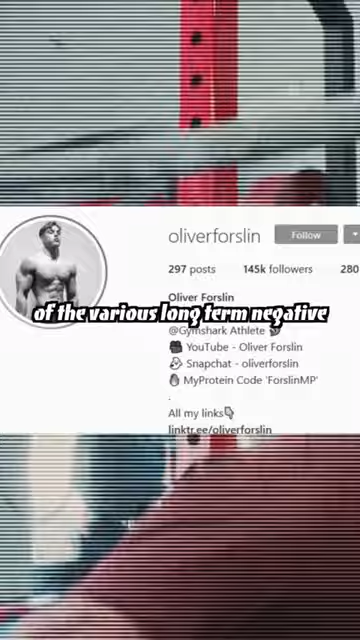 oliverforslin
Follow
297 posts 145k followers 280
Oliver Forslin
of the various long term negative
@Gymshark Athlete
YouTube - Oliver Forslin
Snapchat - oliverforslin
MyProtein Code 'ForslinMP'
.
All my links👇
linktr.ee/oliverforslin